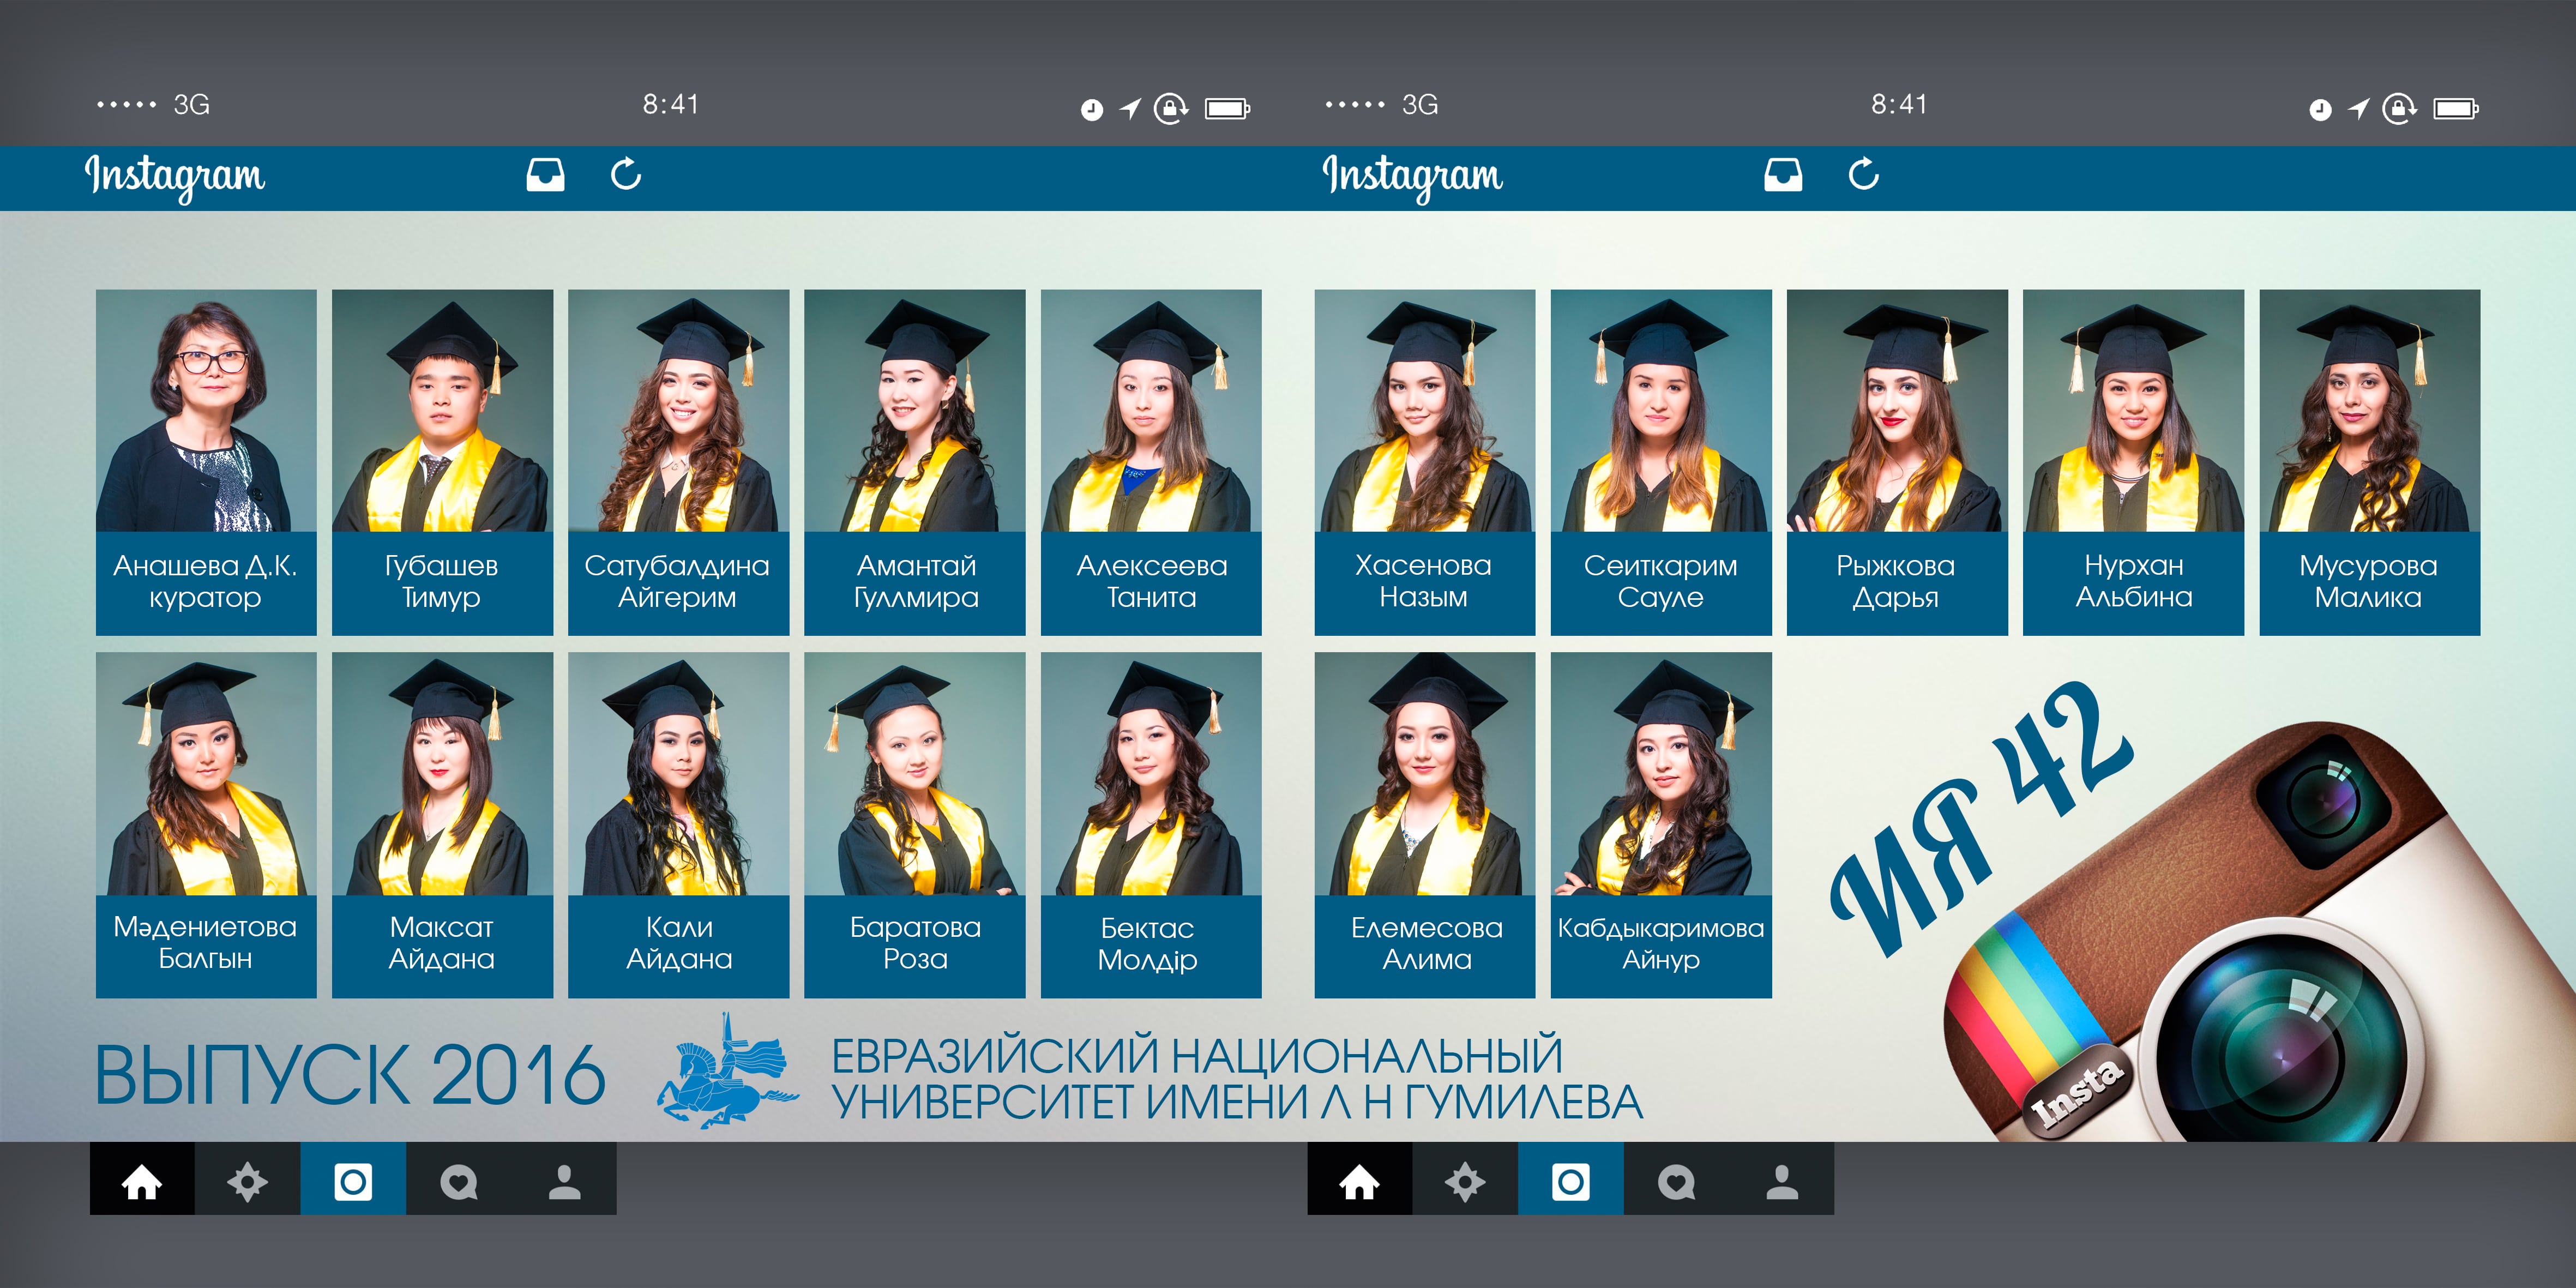 3G
8:41
3G
8:41
Instagram
Instagram
Анашева Д.К.
куратор
Губашев
Тимур
Сатубалдина
Айгерим
Амантай
Гуллмира
Алексеева
Танита
Хасенова
Назым
Сеиткарим
Сауле
Рыжкова
Дарья
Нурхан
Альбина
Мусурова
Малика
Мәдениетова
Балгын
Максат
Айдана
Кали
Айдана
Баратова
Роза
Бектас
Молдір
Елемесова
Алима
Кабдыкаримова
Айнур
ИЯ 42
Insta
ВЫПУСК 2016
ЕВРАЗИЙСКИЙ НАЦИОНАЛЬНЫЙ
УНИВЕРСИТЕТ ИМЕНИ Л Н ГУМИЛЕВА